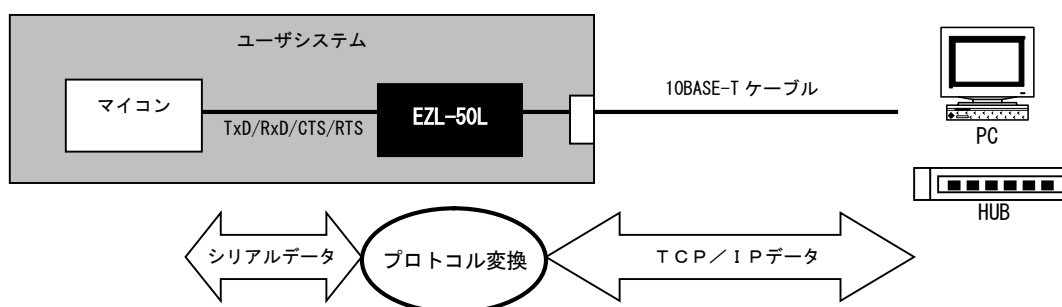 ユーザシステム
マイコン
TxD/RxD/CTS/RTS
EZL-50L
10BASE-T ケーブル
PC
HUB
シリアルデータ
プロトコル変換
ＴＣＰ／ＩＰデータ